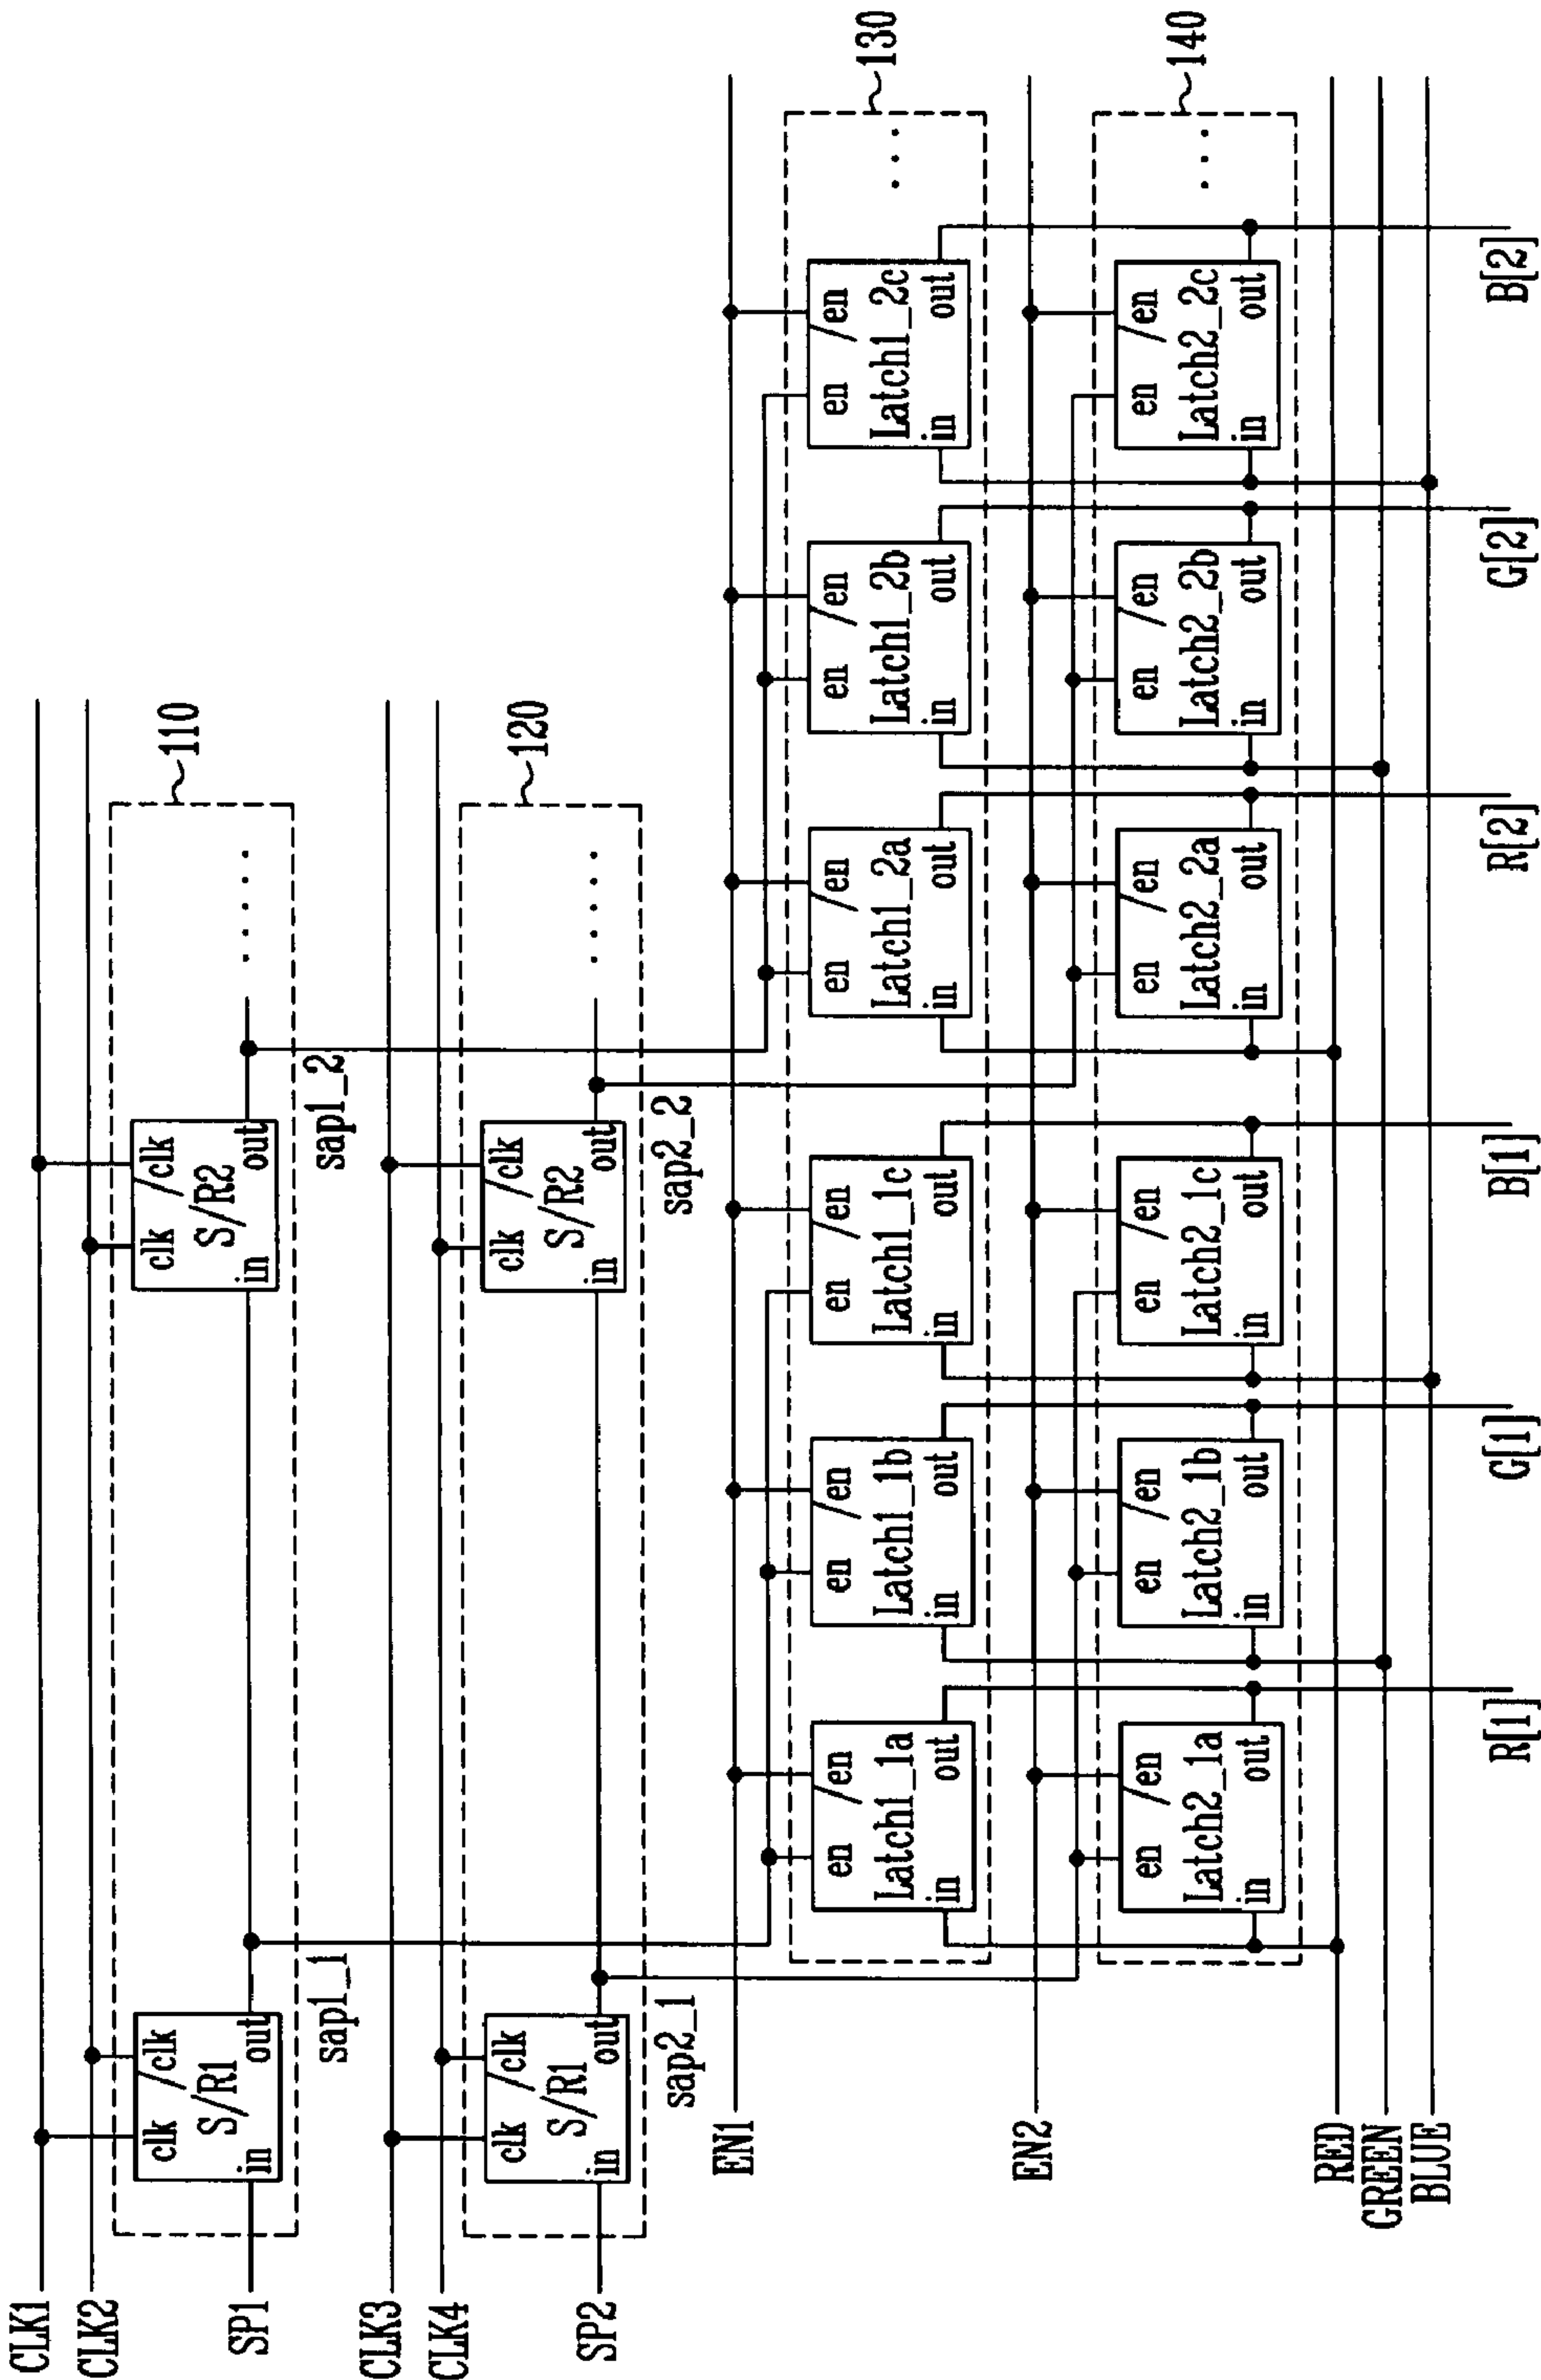 CLK1
CLK2
110
clk /clk
S/R1
in out
clk /clk
S/R2
in out
SP1
sap1_1
sap1_2
CLK3
CLK4
120
clk /clk
S/R1
in out
clk /clk
S/R2
in out
SP2
sap2_1
sap2_2
EN1
130
en /en
Latch1_1a
in out
en /en
Latch1_1b
in out
en /en
Latch1_1c
in out
en /en
Latch1_2a
in out
en /en
Latch1_2b
in out
en /en
Latch1_2c
in out
EN2
140
en /en
Latch2_1a
in out
en /en
Latch2_1b
in out
en /en
Latch2_1c
in out
en /en
Latch2_2a
in out
en /en
Latch2_2b
in out
en /en
Latch2_2c
in out
RED
GREEN
BLUE
R[1]
G[1]
B[1]
R[2]
G[2]
B[2]